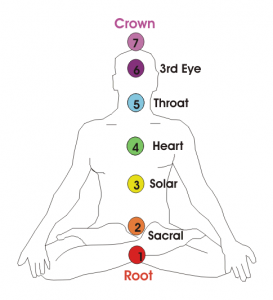 Crown
7
6 3rd Eye
5 Throat
4 Heart
3 Solar
2 Sacral
1
Root